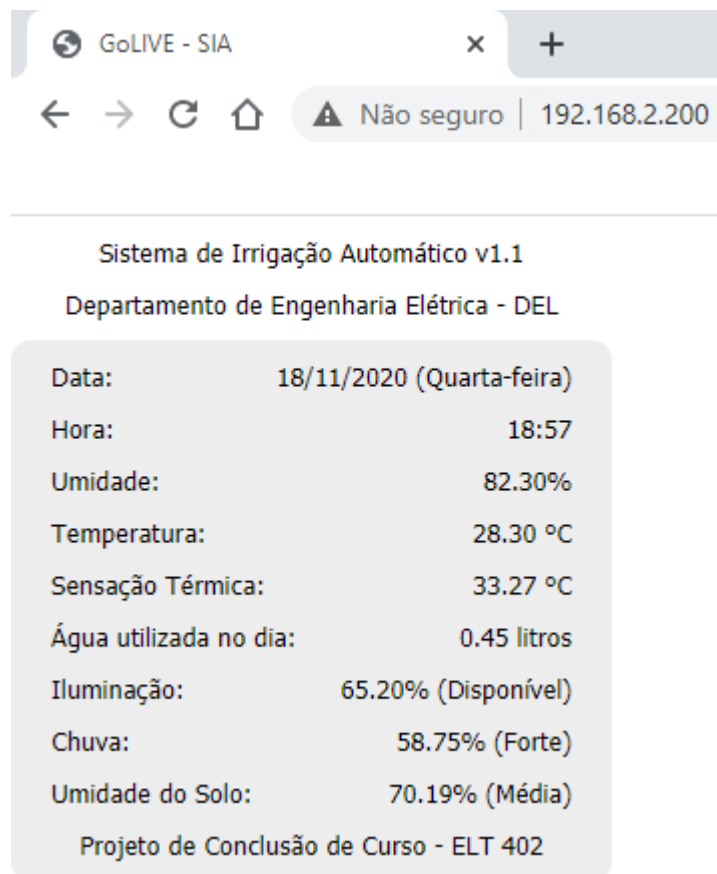 GoLIVE - SIA
Não seguro | 192.168.2.200
Sistema de Irrigação Automático v1.1
Departamento de Engenharia Elétrica - DEL
Data: 18/11/2020 (Quarta-feira)
Hora: 18:57
Umidade: 82.30%
Temperatura: 28.30 ºC
Sensação Térmica: 33.27 ºC
Água utilizada no dia: 0.45 litros
Iluminação: 65.20% (Disponível)
Chuva: 58.75% (Forte)
Umidade do Solo: 70.19% (Média)
Projeto de Conclusão de Curso - ELT 402